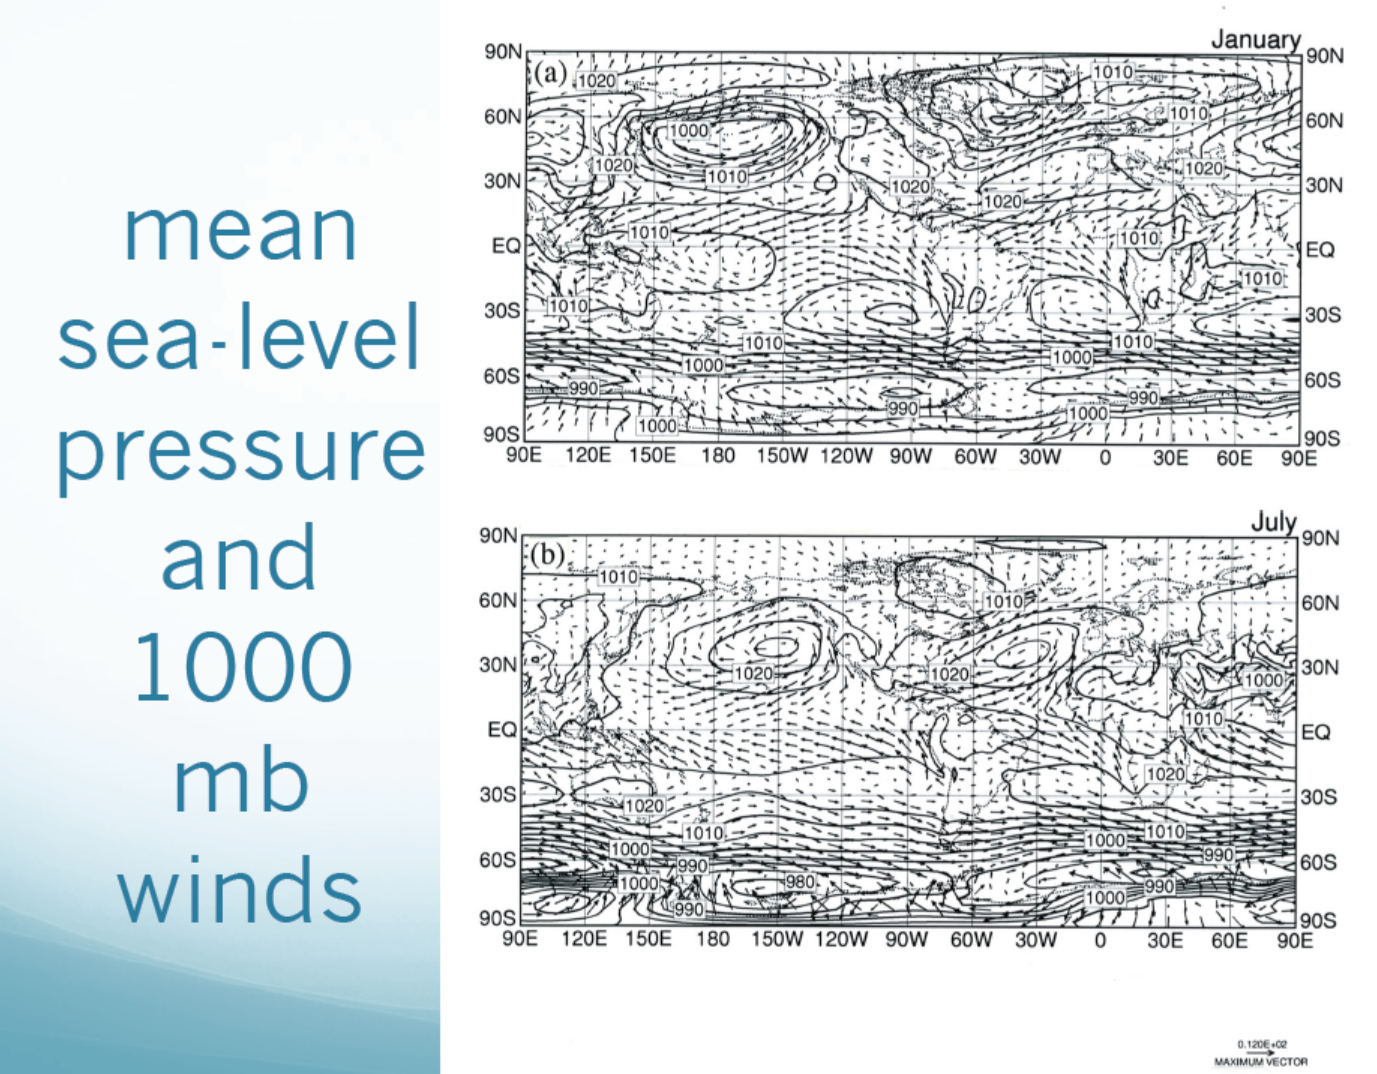 mean
sea-level
pressure
and
1000
mb
winds
January
90N (a) 1020 1010 90N
60N 1000 1010 60N
1020 1010 1020 1020
30N 1020 30N
EQ 1010 1010 EQ
1010 1010
30S 1010 1010 30S
1000 1000
60S 990 990 990 60S
1000 1000
90S 90S
90E 120E 150E 180 150W 120W 90W 60W 30W 0 30E 60E 90E
July
90N (b) 90N
1010
60N 1010 60N
30N 1020 1020 1000 30N
EQ 1010 EQ
1020
30S 1020 30S
1010 1010
1000 1000
60S 990 990 60S
1000 980 990
990 1000
90S 90S
90E 120E 150E 180 150W 120W 90W 60W 30W 0 30E 60E 90E
0.120E+02
MAXIMUM VECTOR